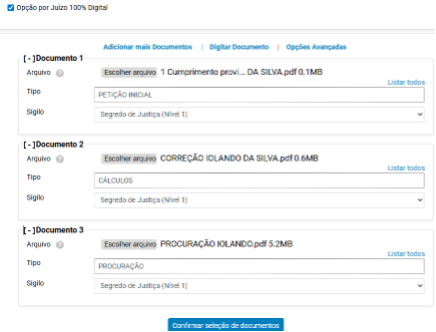 Opção por Juízo 100% Digital
Adicionar mais Documentos | Digitar Documento | Opções Avançadas
[ - ]Documento 1
Arquivo ? Escolher arquivo 1 Cumprimento provi... DA SILVA.pdf 0.1MB
Listar todos
Tipo PETIÇÃO INICIAL
Sigilo Segredo de Justiça (Nível 1)
[ - ]Documento 2
Arquivo ? Escolher arquivo CORREÇÃO IOLANDO DA SILVA.pdf 0.6MB
Listar todos
Tipo CÁLCULOS
Sigilo Segredo de Justiça (Nível 1)
[ - ]Documento 3
Arquivo ? Escolher arquivo PROCURAÇÃO IOLANDO.pdf 5.2MB
Listar todos
Tipo PROCURAÇÃO
Sigilo Segredo de Justiça (Nível 1)
Confirmar seleção de documentos